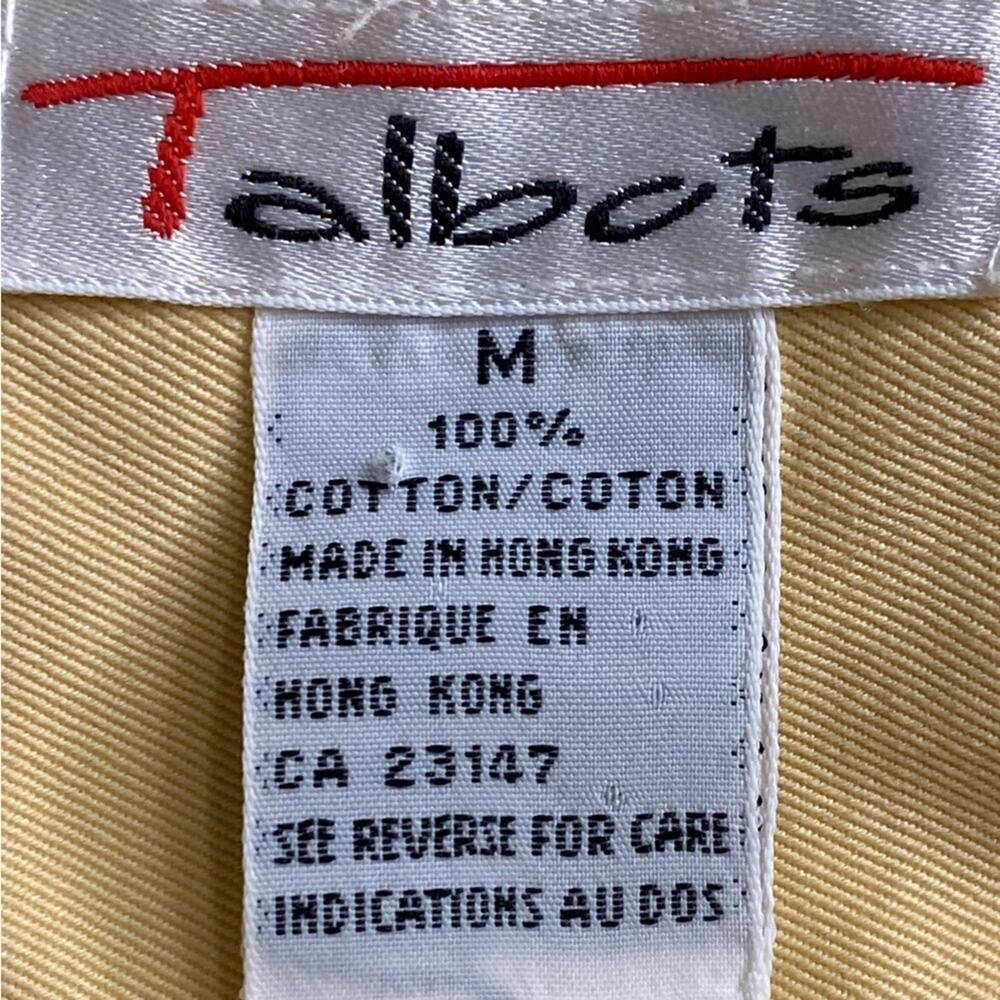 Talbots
M
100%
COTTON/COTON
MADE IN HONG KONG
FABRIQUE EN
HONG KONG
CA 23147
SEE REVERSE FOR CARE
INDICATIONS AU DOS